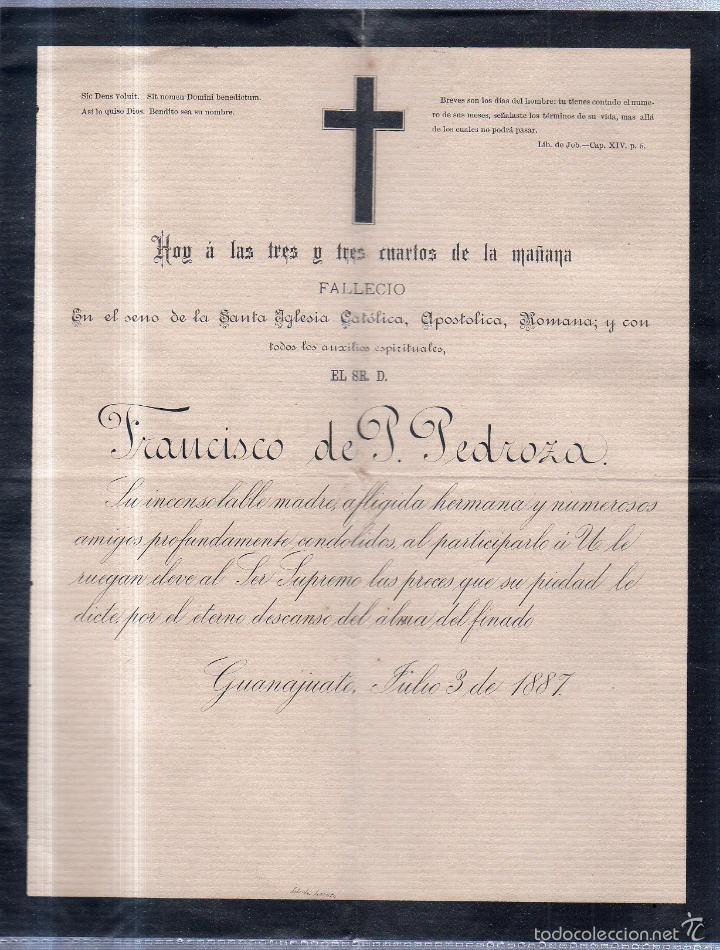 Sic Deus voluit. Sit nomen Domini benedictum.
Asi lo quiso Dios. Bendito sea su nombre.
Breves son los dias del hombre: tu tienes contado el nume-
ro de sus meses, señalaste los términos de su vida, mas allá
de los cuales no podrá pasar.
Lib. de Job.—Cap. XIV. p. 5.
Hoy á las tres y tres cuartos de la mañana
FALLECIO
En el seno de la Santa Iglesia Católica, Apostolica, Romana; y con
todos los auxilios espirituales,
EL SR. D.
Francisco de P. Pedroza.
Su inconsolable madre, afligida hermana y numerosos
amigos profundamente condolidos, al participarlo á U. le
ruegan eleve al Ser Supremo las preces que su piedad le
dicte, por el eterno descanso del alma del finado
Guanajuato, Julio 3 de 1887.
todocoleccion.net